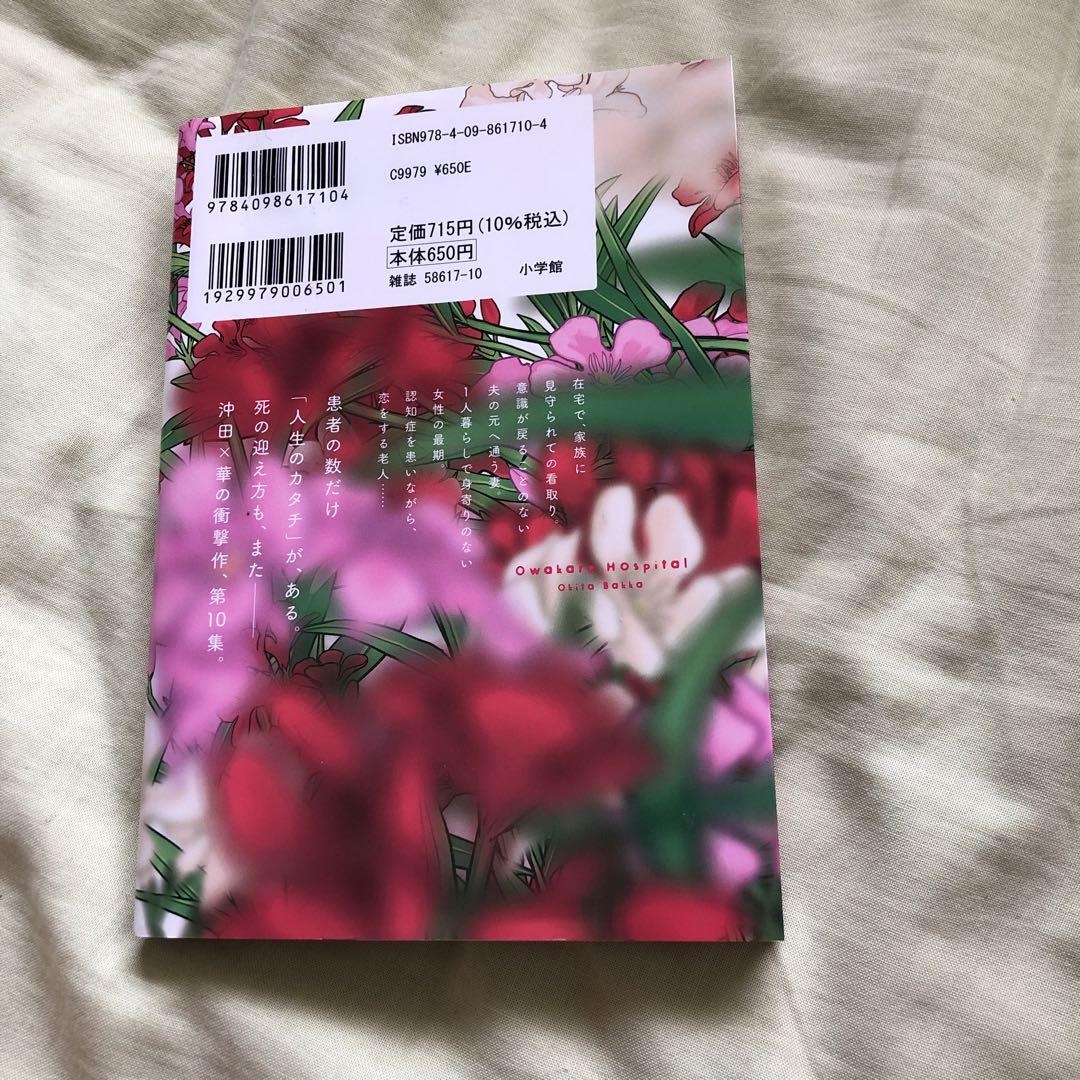 ISBN978-4-09-861710-4
9784098617104
C9979 ¥650E
1929979006501
定価715円(10%税込)
本体650円
雑誌 58617-10
小学館
在宅で、家族に
見守られての看取り。
意識が戻ることのない
夫の元へ通う妻。
1人暮らしで身寄りのない
女性の最期。
認知症を患いながら、
恋をする老人……
患者の数だけ
「人生のカタチ」が、ある。
死の迎え方も、また――
沖田×華の衝撃作、第10集。
Owakare Hospital
Okita Bakka